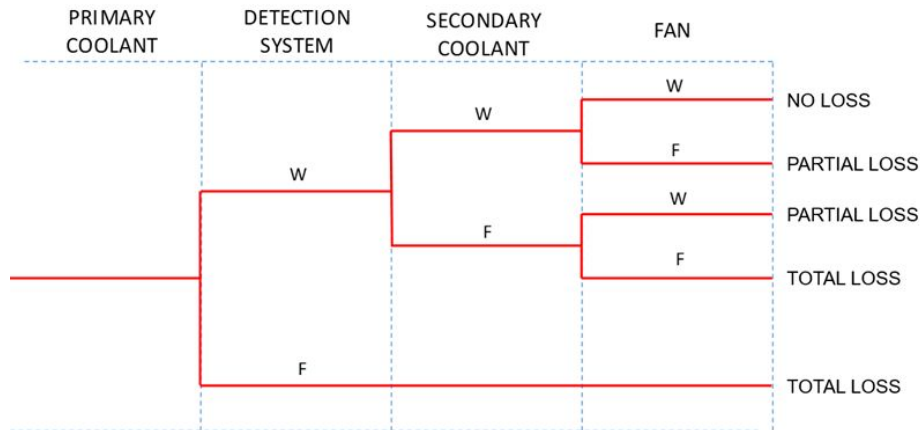 PRIMARY
COOLANT
DETECTION
SYSTEM
SECONDARY
COOLANT
FAN
W
NO LOSS
W
F
PARTIAL LOSS
W
W
PARTIAL LOSS
F
F
TOTAL LOSS
F
TOTAL LOSS